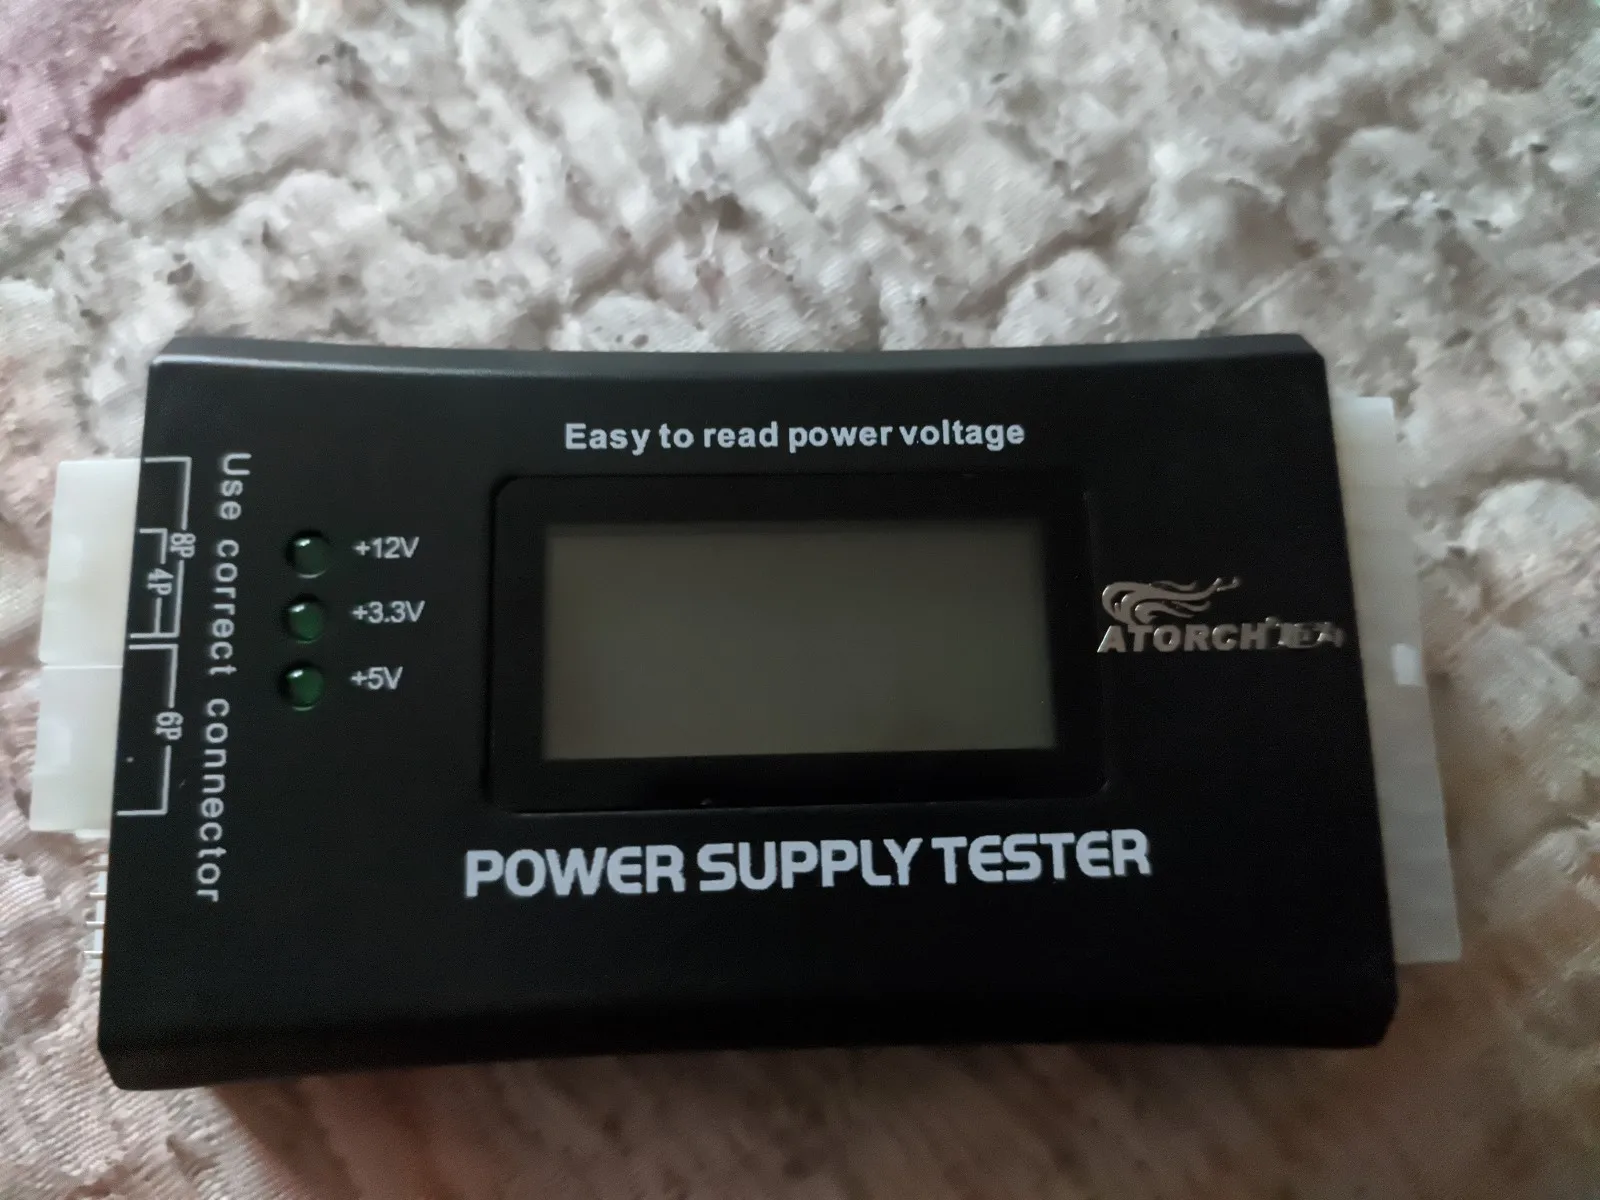 Easy to read power voltage
Use correct connector
8P
4P
6P
+12V
+3.3V
+5V
ATORCH
POWER SUPPLY TESTER